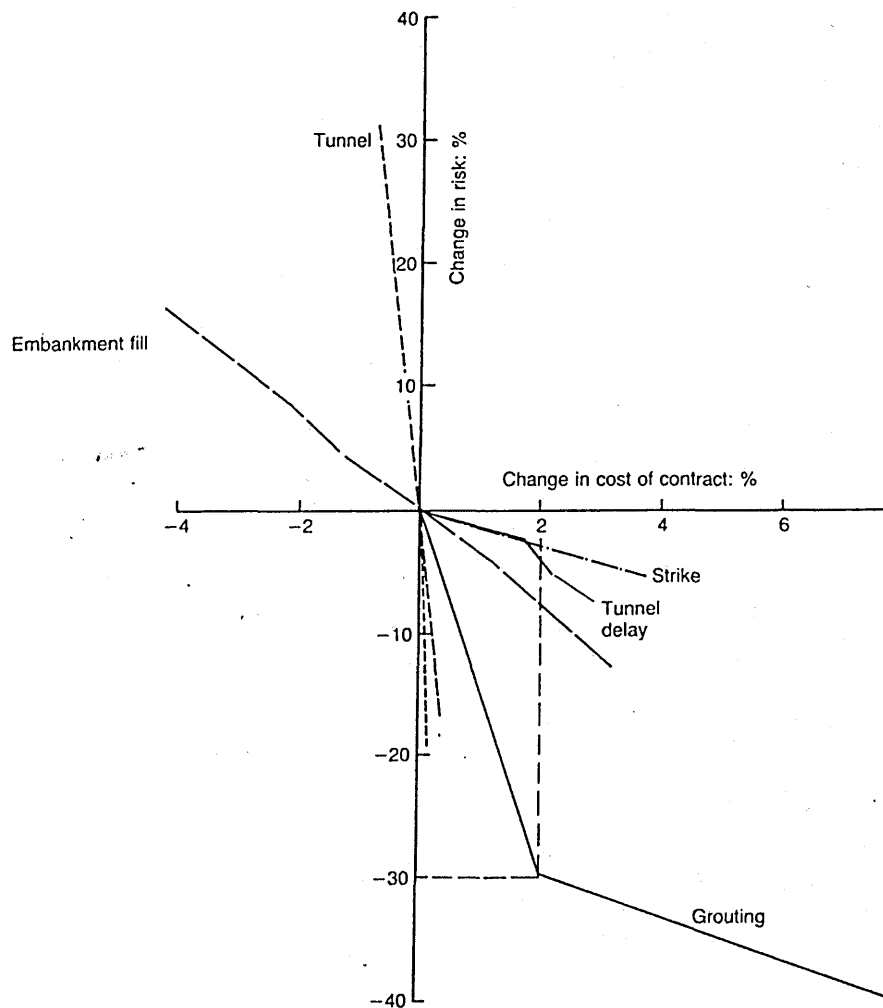 40
Tunnel
30
Change in risk: %
20
Embankment fill
10
Change in cost of contract: %
−4
−2
2
4
6
Strike
Tunnel
delay
−10
−20
−30
Grouting
−40